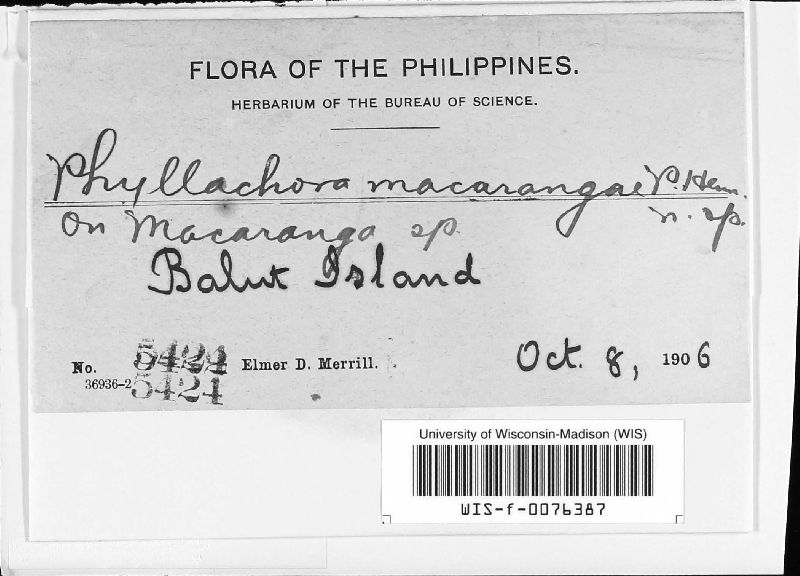 FLORA OF THE PHILIPPINES.
HERBARIUM OF THE BUREAU OF SCIENCE.
Phyllachora macarangae P. Henn.
n. sp.
on Macaranga sp.
Balut Island
No. 5424 Elmer D. Merrill. Oct. 8, 1906
36936-2 5424
University of Wisconsin-Madison (WIS)
WIS-f-0076387